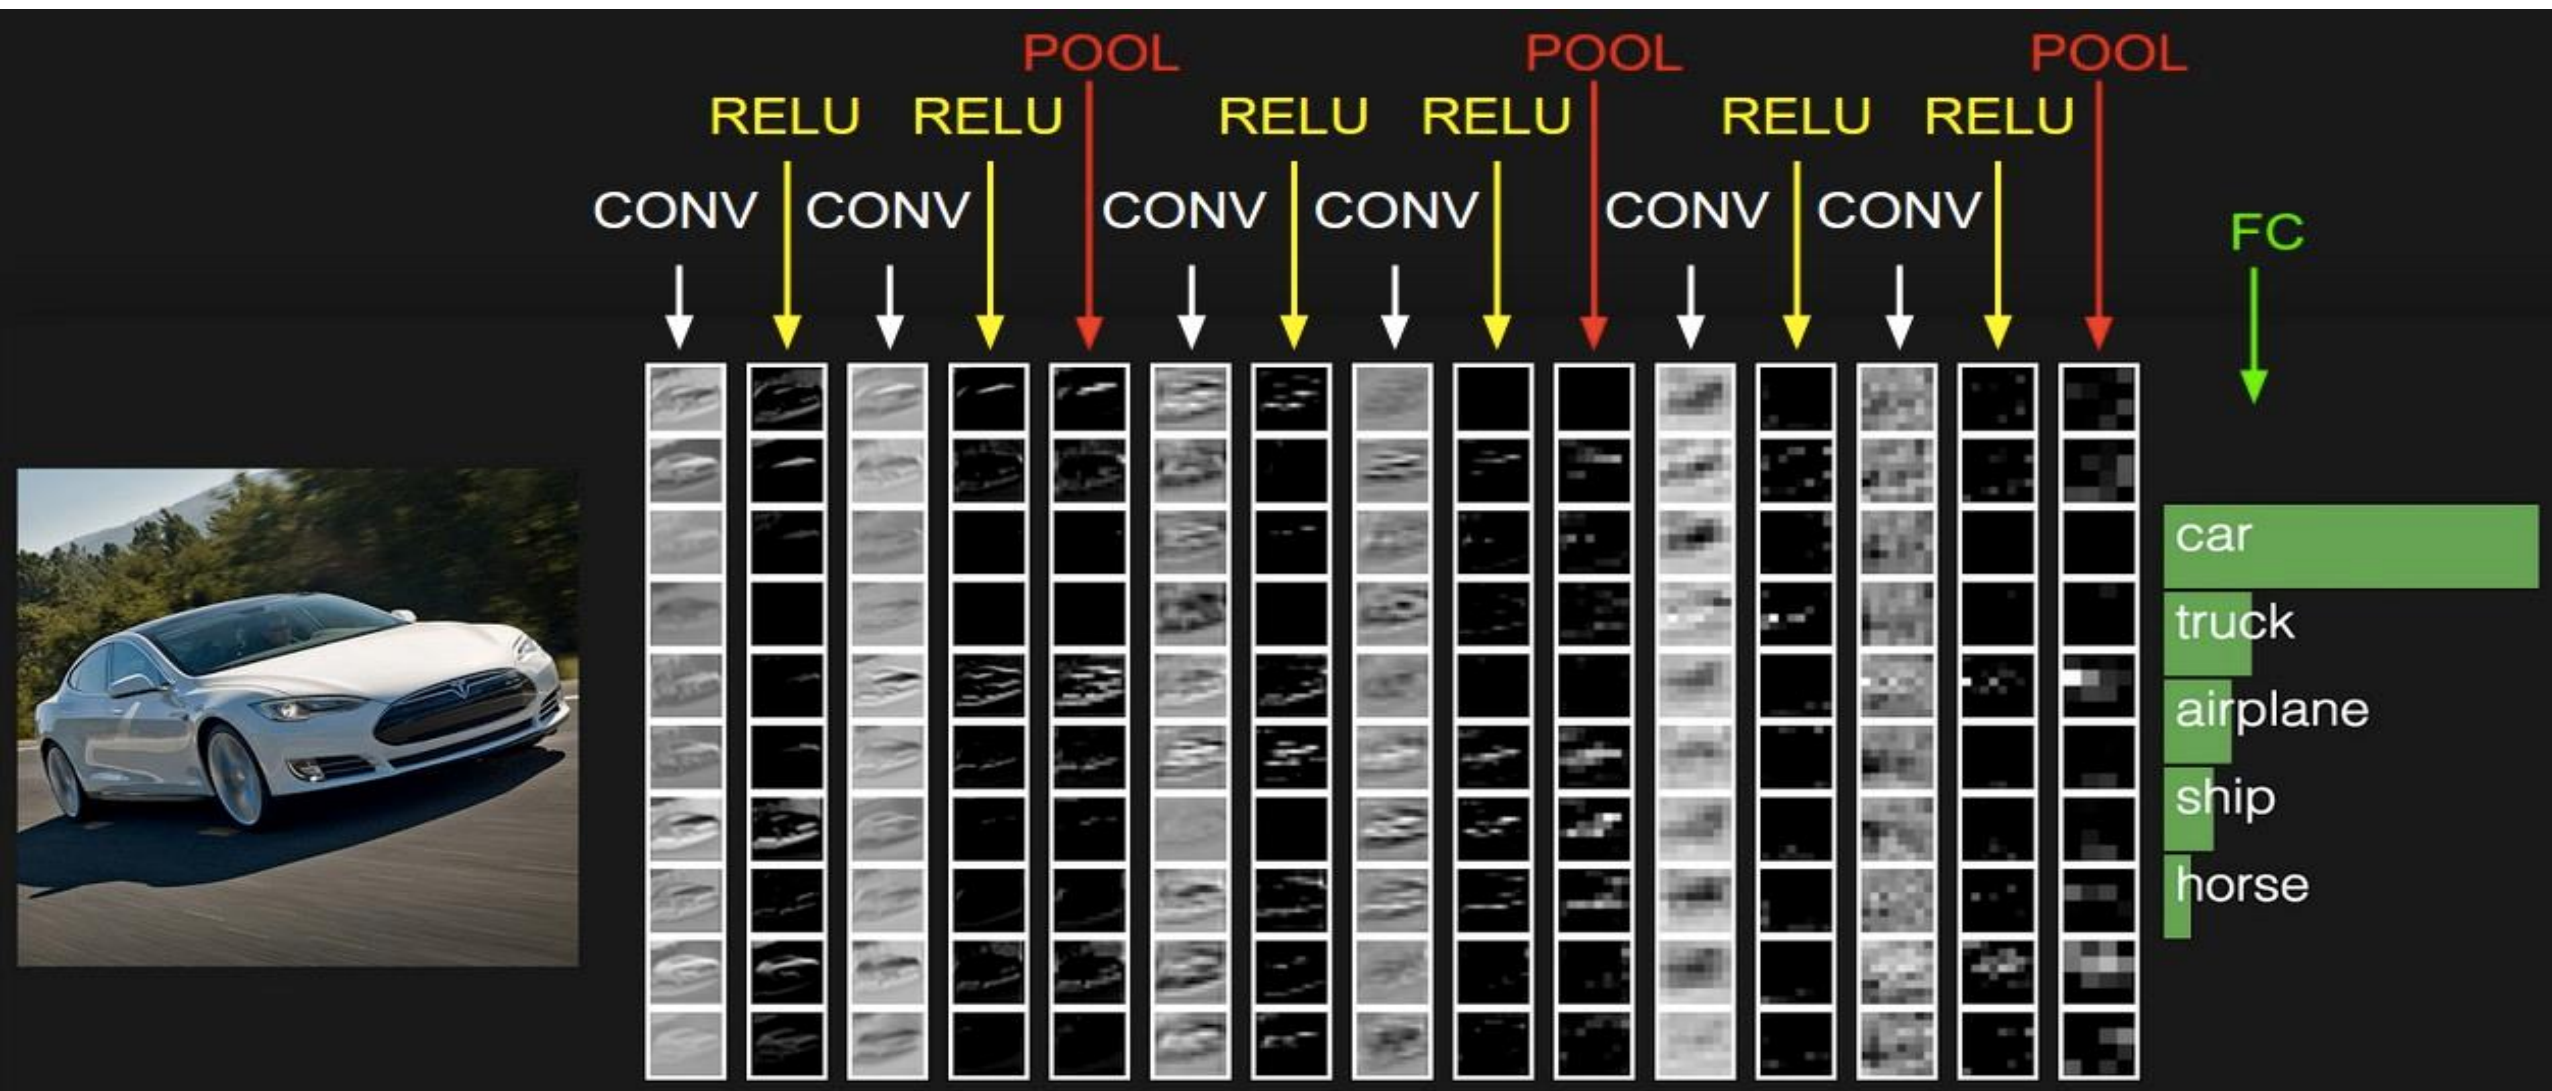 POOL POOL POOL
RELU RELU RELU RELU RELU RELU
CONV CONV CONV CONV CONV CONV
FC
car
truck
airplane
ship
horse